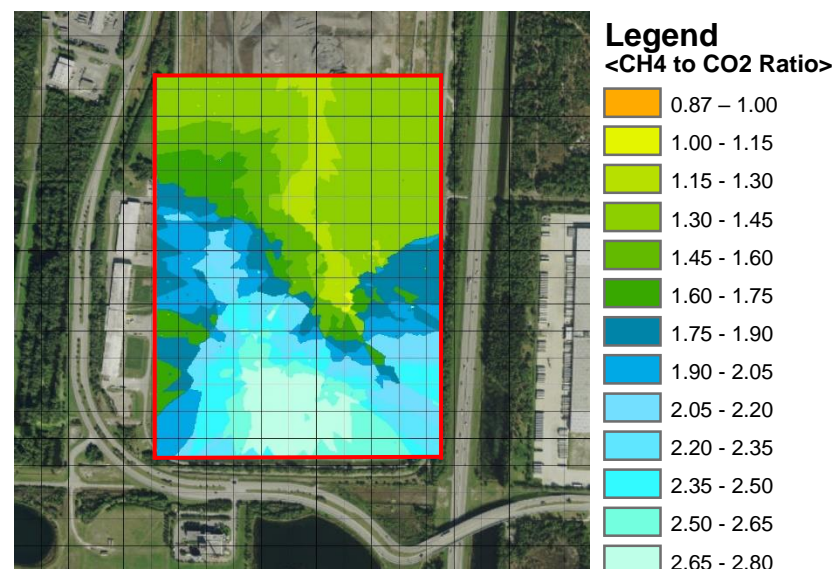 Legend
<CH4 to CO2 Ratio>
0.87 – 1.00
1.00 - 1.15
1.15 - 1.30
1.30 - 1.45
1.45 - 1.60
1.60 - 1.75
1.75 - 1.90
1.90 - 2.05
2.05 - 2.20
2.20 - 2.35
2.35 - 2.50
2.50 - 2.65
2.65 - 2.80